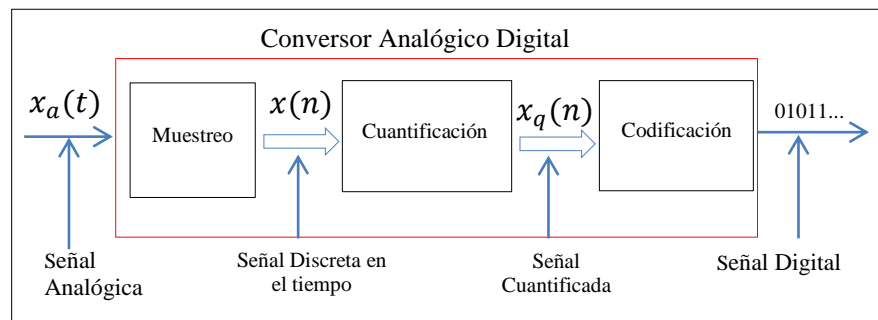 Conversor Analógico Digital
x_a(t)
Muestreo
x(n)
Cuantificación
x_q(n)
Codificación
01011...
Señal
Analógica
Señal Discreta en
el tiempo
Señal
Cuantificada
Señal Digital